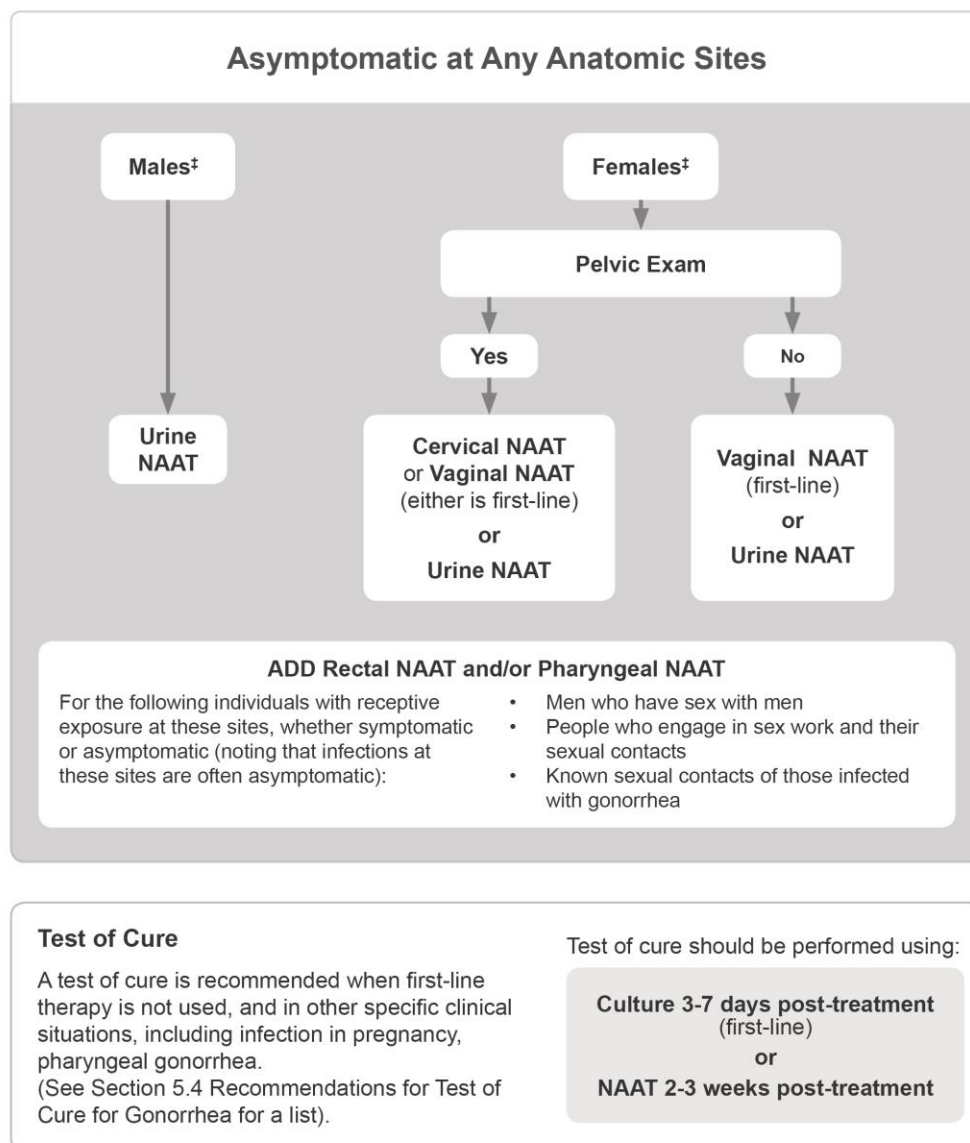 Asymptomatic at Any Anatomic Sites
Males‡
Females‡
Pelvic Exam
Yes
No
Urine
NAAT
Cervical NAAT
or Vaginal NAAT
(either is first-line)
or
Urine NAAT
Vaginal NAAT
(first-line)
or
Urine NAAT
ADD Rectal NAAT and/or Pharyngeal NAAT
For the following individuals with receptive
exposure at these sites, whether symptomatic
or asymptomatic (noting that infections at
these sites are often asymptomatic):
• Men who have sex with men
• People who engage in sex work and their
sexual contacts
• Known sexual contacts of those infected
with gonorrhea
Test of Cure
A test of cure is recommended when first-line
therapy is not used, and in other specific clinical
situations, including infection in pregnancy,
pharyngeal gonorrhea.
(See Section 5.4 Recommendations for Test of
Cure for Gonorrhea for a list).
Test of cure should be performed using:
Culture 3-7 days post-treatment
(first-line)
or
NAAT 2-3 weeks post-treatment